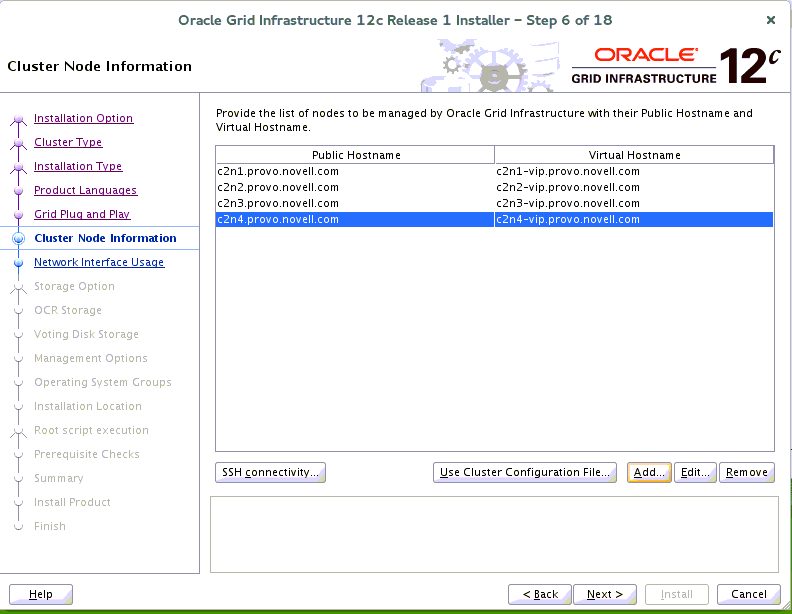 Oracle Grid Infrastructure 12c Release 1 Installer – Step 6 of 18
Cluster Node Information
ORACLE
GRID INFRASTRUCTURE
12c
Installation Option
Cluster Type
Installation Type
Product Languages
Grid Plug and Play
Cluster Node Information
Network Interface Usage
Storage Option
OCR Storage
Voting Disk Storage
Management Options
Operating System Groups
Installation Location
Root script execution
Prerequisite Checks
Summary
Install Product
Finish
Provide the list of nodes to be managed by Oracle Grid Infrastructure with their Public Hostname and
Virtual Hostname.
Public Hostname Virtual Hostname
c2n1.provo.novell.com c2n1-vip.provo.novell.com
c2n2.provo.novell.com c2n2-vip.provo.novell.com
c2n3.provo.novell.com c2n3-vip.provo.novell.com
c2n4.provo.novell.com c2n4-vip.provo.novell.com
SSH connectivity... Use Cluster Configuration File... Add... Edit... Remove
Help < Back Next > Install Cancel